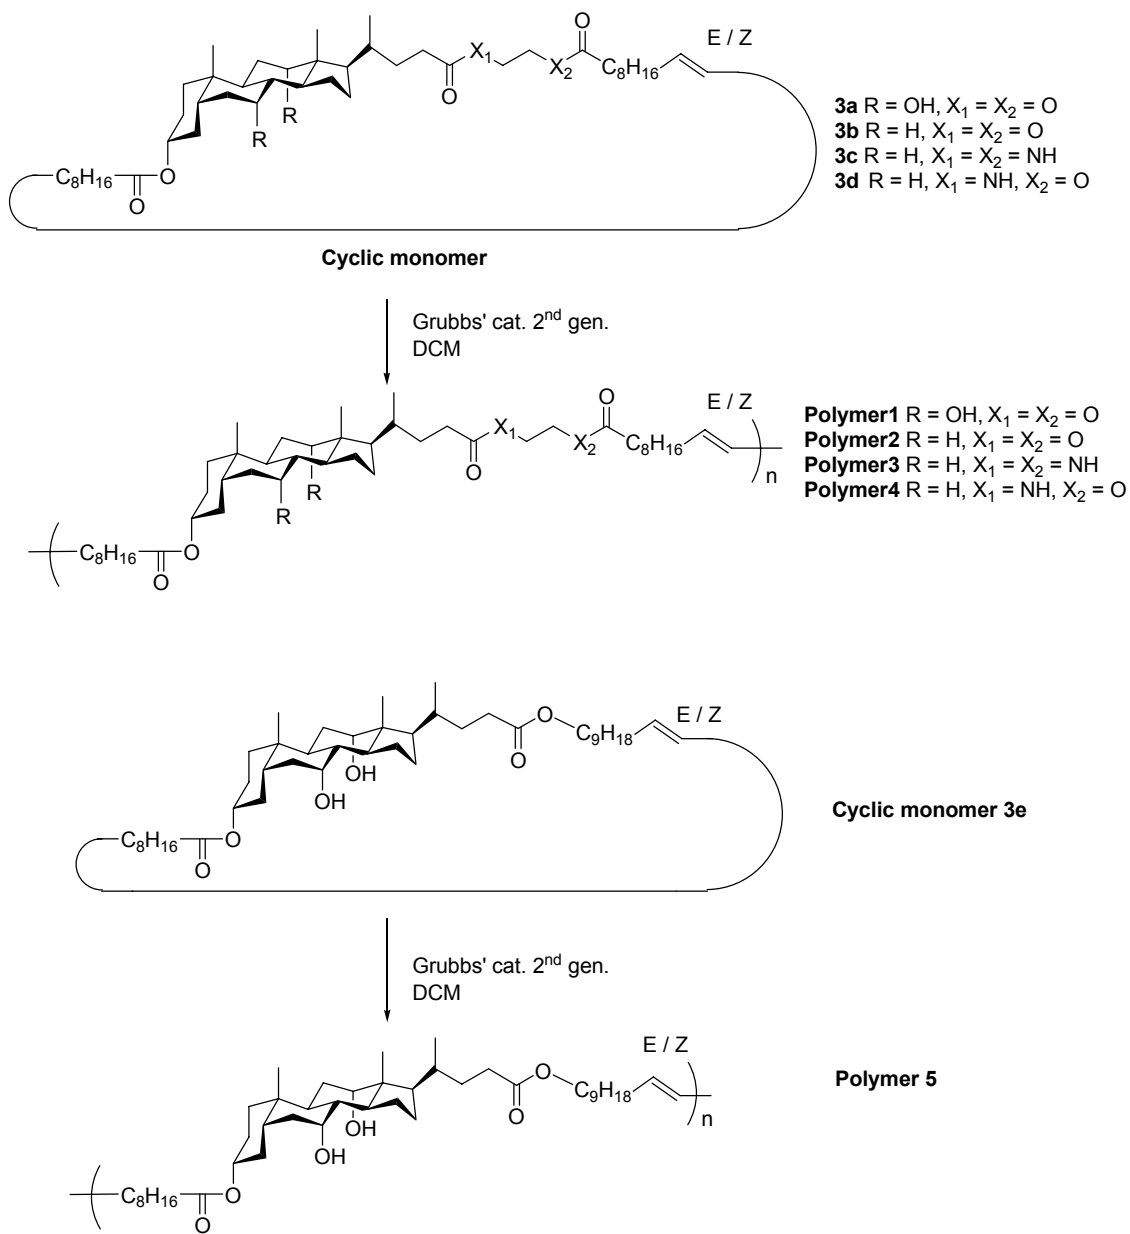 O
X₁
E / Z
X₂
C₈H₁₆
O
R
R
3a R = OH, X₁ = X₂ = O
3b R = H, X₁ = X₂ = O
3c R = H, X₁ = X₂ = NH
3d R = H, X₁ = NH, X₂ = O
C₈H₁₆
O
O
Cyclic monomer
Grubbs' cat. 2ⁿᵈ gen.
DCM
O
X₁
E / Z
X₂
C₈H₁₆
O
n
R
R
Polymer1 R = OH, X₁ = X₂ = O
Polymer2 R = H, X₁ = X₂ = O
Polymer3 R = H, X₁ = X₂ = NH
Polymer4 R = H, X₁ = NH, X₂ = O
C₈H₁₆
O
O
O
E / Z
C₉H₁₈
O
OH
OH
Cyclic monomer 3e
C₈H₁₆
O
O
Grubbs' cat. 2ⁿᵈ gen.
DCM
E / Z
O
C₉H₁₈
O
n
OH
OH
Polymer 5
C₈H₁₆
O
O